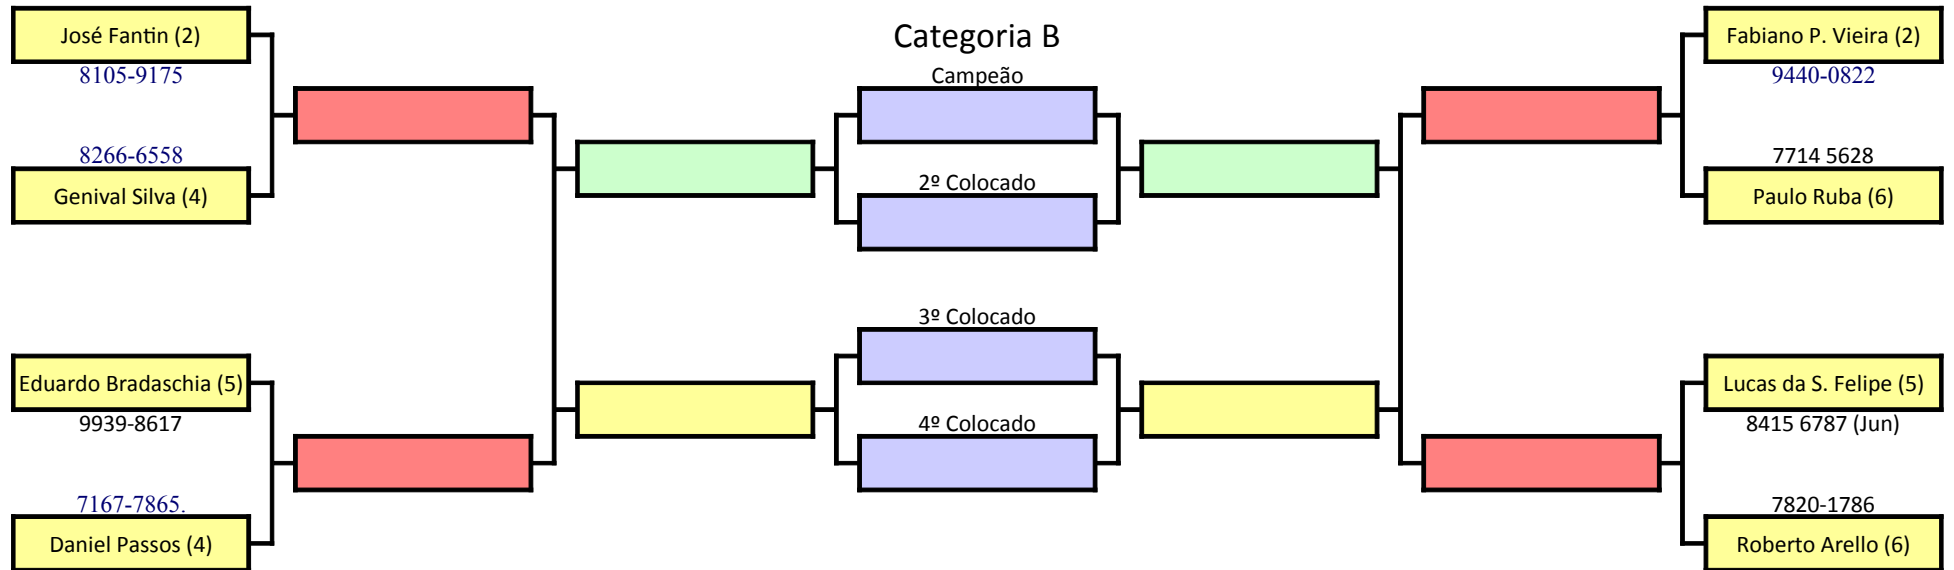 Categoria B
José Fantin (2)
8105-9175
8266-6558
Genival Silva (4)
Eduardo Bradaschia (5)
9939-8617
7167-7865.
Daniel Passos (4)
Campeão
2º Colocado
3º Colocado
4º Colocado
Fabiano P. Vieira (2)
9440-0822
7714 5628
Paulo Ruba (6)
Lucas da S. Felipe (5)
8415 6787 (Jun)
7820-1786
Roberto Arello (6)